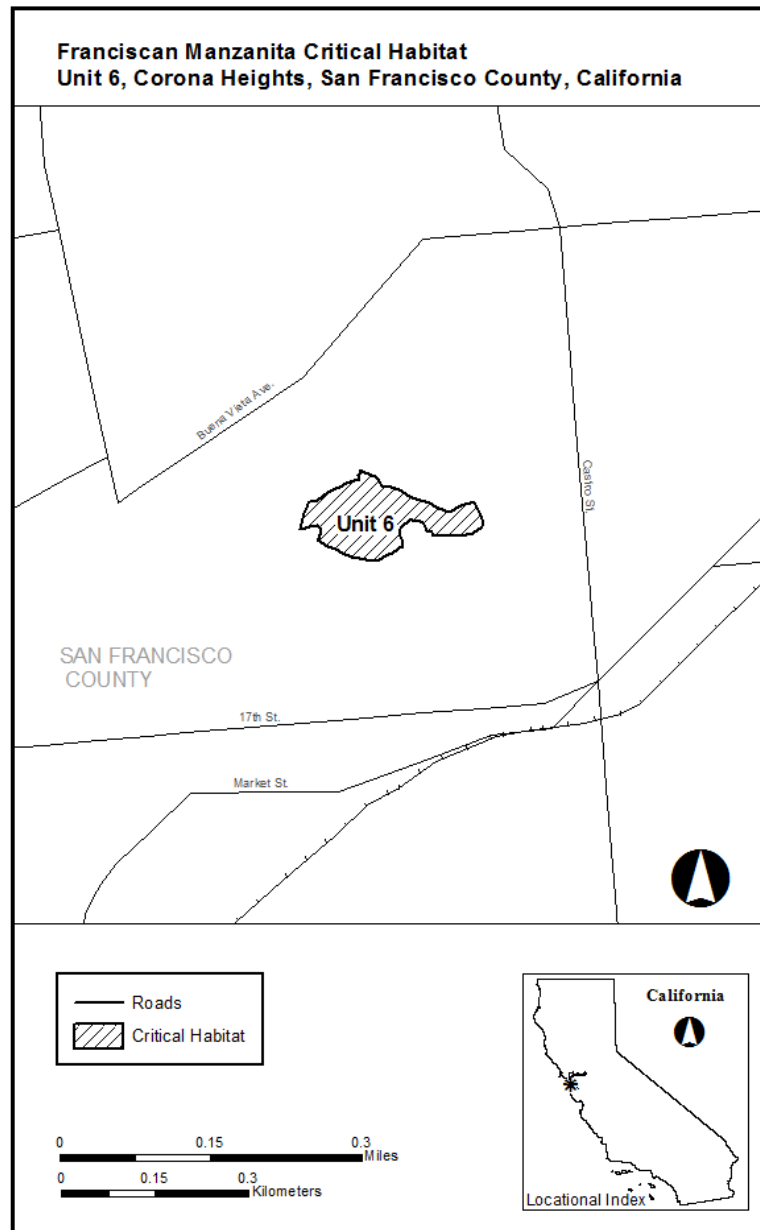 Franciscan Manzanita Critical Habitat
Unit 6, Corona Heights, San Francisco County, California
Buena Vista Ave.
Castro St.
Unit 6
SAN FRANCISCO
COUNTY
17th St.
Market St.
Roads
Critical Habitat
California
0 0.15 0.3
Miles
0 0.15 0.3
Kilometers
Locational Index